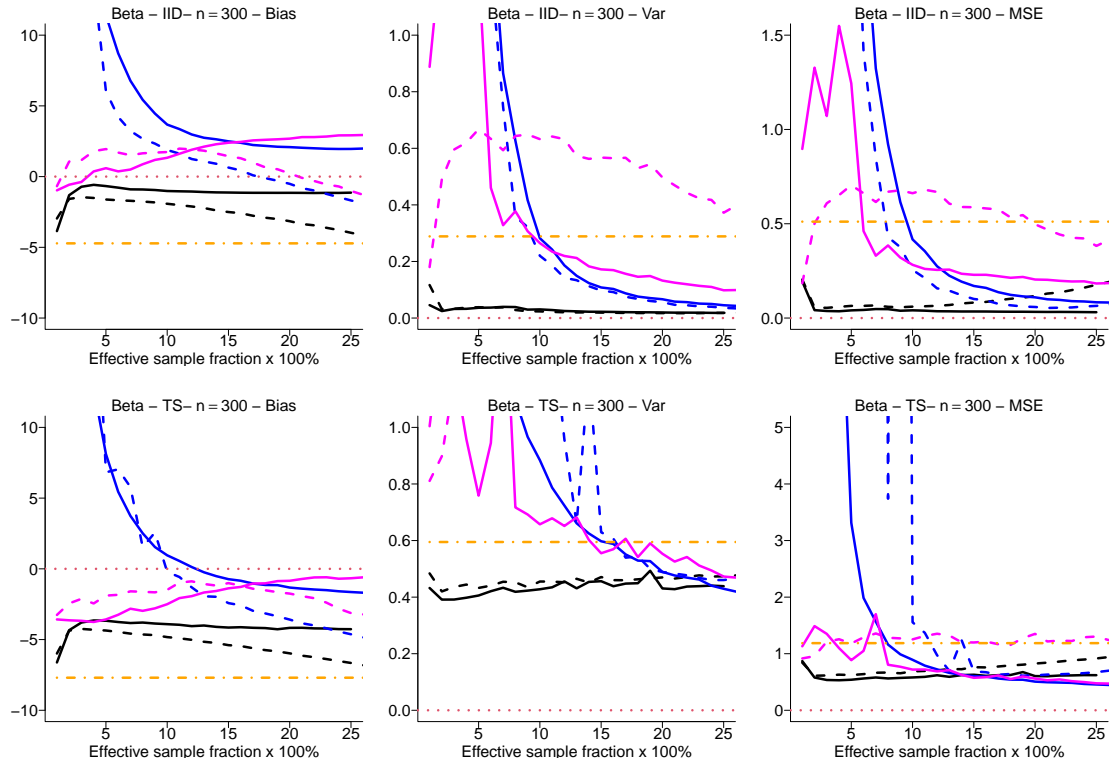 Beta − IID− n = 300 − Bias
10
5
0
−5
−10
5 10 15 20 25
Effective sample fraction x 100%
Beta − IID− n = 300 − Var
1.0
0.8
0.6
0.4
0.2
0.0
5 10 15 20 25
Effective sample fraction x 100%
Beta − IID− n = 300 − MSE
1.5
1.0
0.5
0.0
5 10 15 20 25
Effective sample fraction x 100%
Beta − TS− n = 300 − Bias
10
5
0
−5
−10
5 10 15 20 25
Effective sample fraction x 100%
Beta − TS− n = 300 − Var
1.0
0.8
0.6
0.4
0.2
0.0
5 10 15 20 25
Effective sample fraction x 100%
Beta − TS− n = 300 − MSE
5
4
3
2
1
0
5 10 15 20 25
Effective sample fraction x 100%